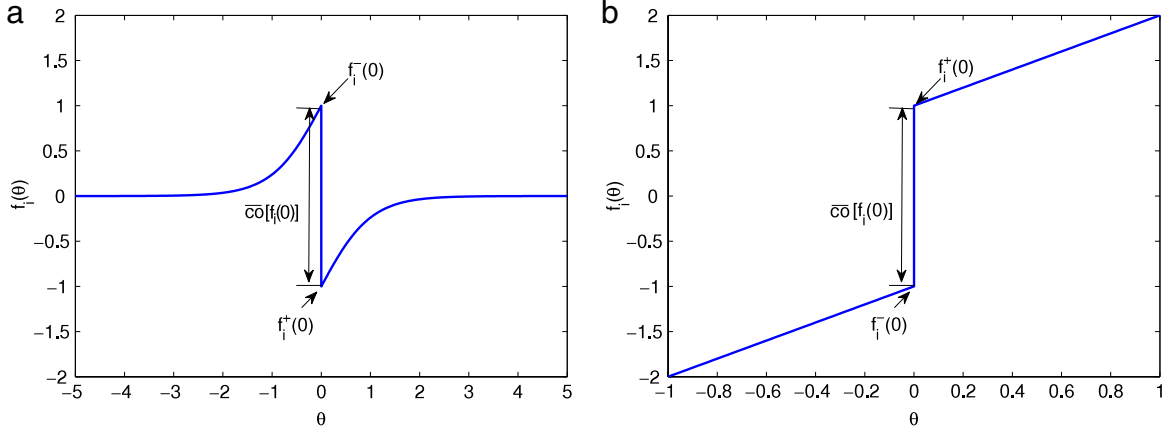 a
2
1.5
1
0.5
0
−0.5
−1
−1.5
−2
f_i(θ)
f_i^−(0)
c̅o̅[f_i(0)]
f_i^+(0)
−5 −4 −3 −2 −1 0 1 2 3 4 5
θ
b
2
1.5
1
0.5
0
−0.5
−1
−1.5
−2
f_i(θ)
f_i^+(0)
c̅o̅[f_i(0)]
f_i^−(0)
−1 −0.8 −0.6 −0.4 −0.2 0 0.2 0.4 0.6 0.8 1
θ